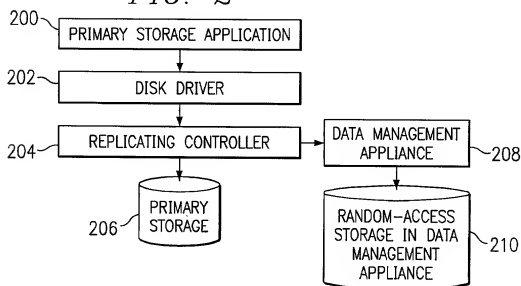 FIG. 2
200
PRIMARY STORAGE APPLICATION
202
DISK DRIVER
204
REPLICATING CONTROLLER
DATA MANAGEMENT
APPLIANCE
208
206
PRIMARY
STORAGE
RANDOM-ACCESS
STORAGE IN DATA
MANAGEMENT
APPLIANCE
210